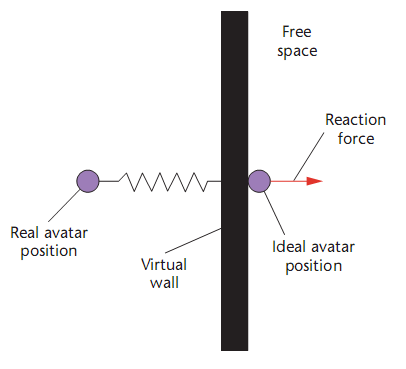 Free
space
Reaction
force
Real avatar
position
Virtual
wall
Ideal avatar
position